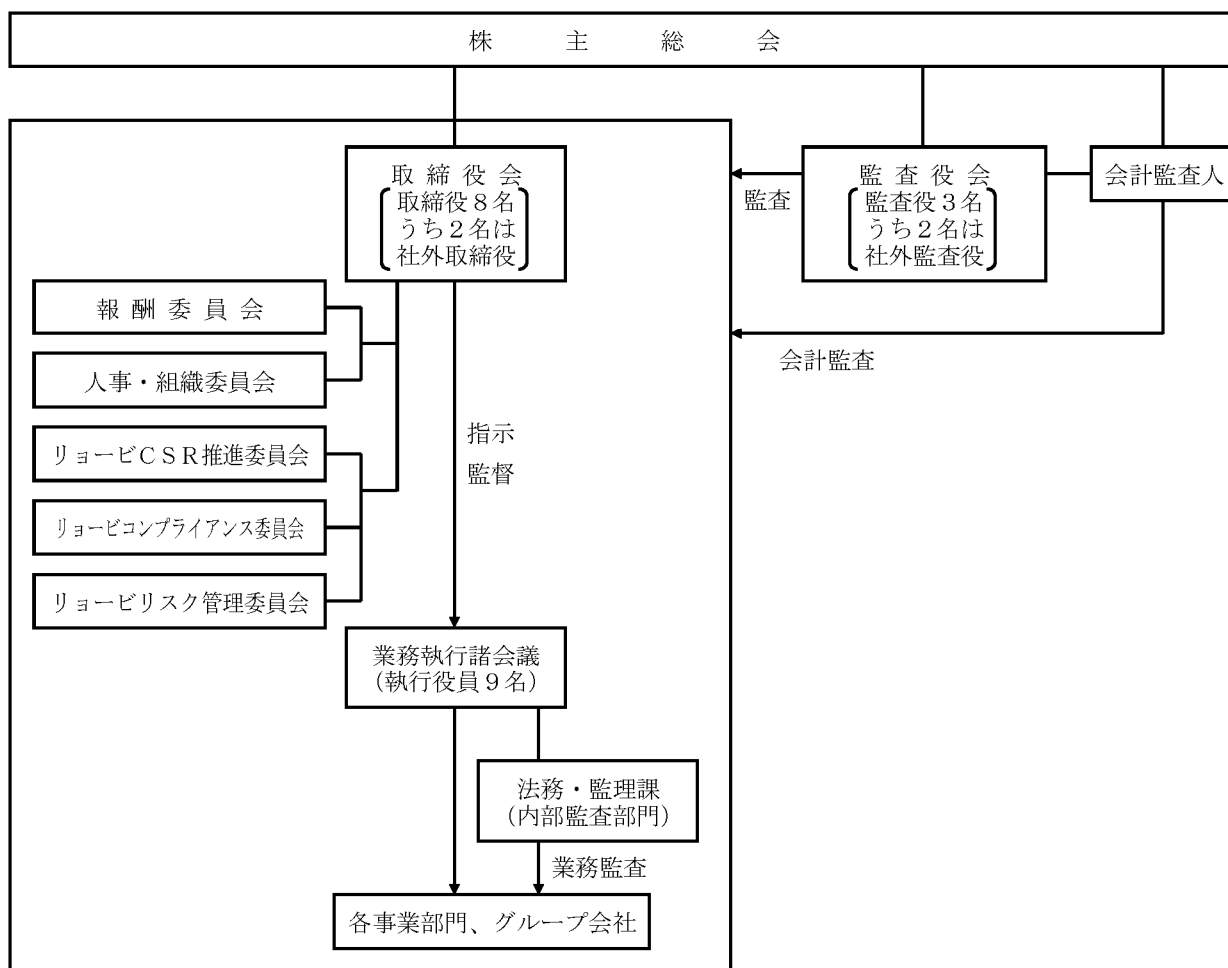 株主総会
取締役会
取締役8名
うち2名は
社外取締役
監査
監査役会
監査役3名
うち2名は
社外監査役
会計監査人
会計監査
報酬委員会
人事・組織委員会
リョービCSR推進委員会
リョービコンプライアンス委員会
リョービリスク管理委員会
指示
監督
業務執行諸会議
(執行役員9名)
法務・監理課
(内部監査部門)
業務監査
各事業部門、グループ会社